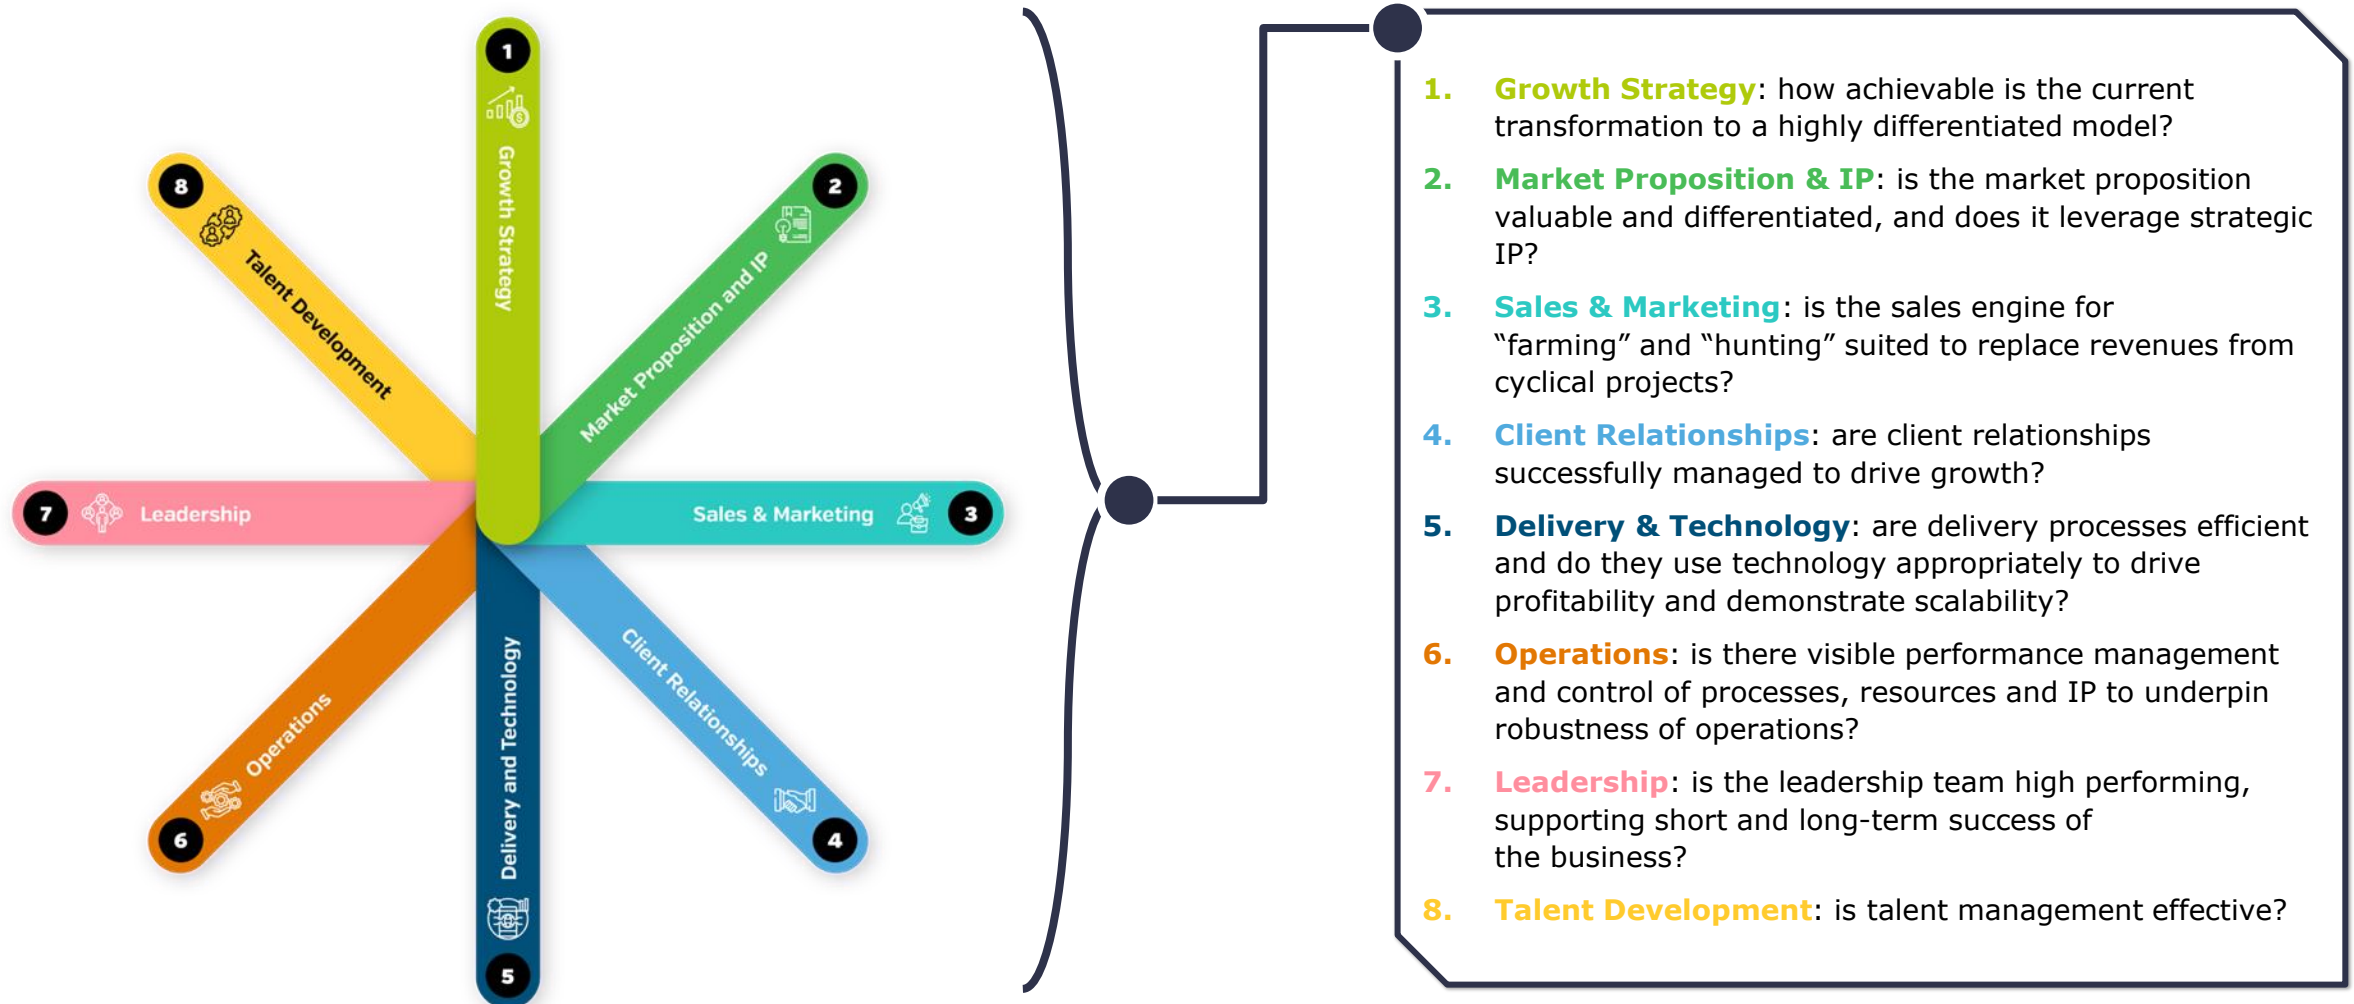 1
Growth Strategy
2
Market Proposition and IP
3
Sales & Marketing
4
Client Relationships
5
Delivery and Technology
6
Operations
7
Leadership
8
Talent Development
1. Growth Strategy: how achievable is the current
transformation to a highly differentiated model?
2. Market Proposition & IP: is the market proposition
valuable and differentiated, and does it leverage strategic
IP?
3. Sales & Marketing: is the sales engine for
“farming” and “hunting” suited to replace revenues from
cyclical projects?
4. Client Relationships: are client relationships
successfully managed to drive growth?
5. Delivery & Technology: are delivery processes efficient
and do they use technology appropriately to drive
profitability and demonstrate scalability?
6. Operations: is there visible performance management
and control of processes, resources and IP to underpin
robustness of operations?
7. Leadership: is the leadership team high performing,
supporting short and long-term success of
the business?
8. Talent Development: is talent management effective?